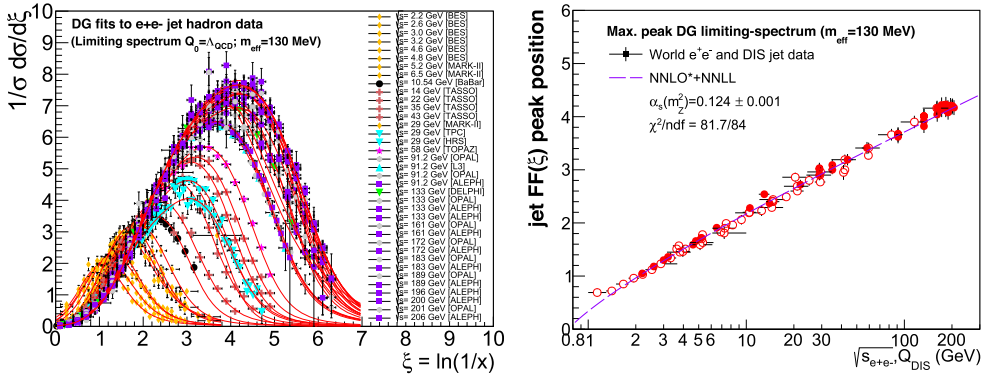 DG fits to e+e- jet hadron data
(Limiting spectrum Q0=ΛQCD; meff=130 MeV)
1/σ dσ/dξ
10
9
8
7
6
5
4
3
2
1
0
0 1 2 3 4 5 6 7 8 9 10
ξ = ln(1/x)
√s= 2.2 GeV [BES]
√s= 2.6 GeV [BES]
√s= 3.0 GeV [BES]
√s= 3.2 GeV [BES]
√s= 4.6 GeV [BES]
√s= 4.8 GeV [BES]
√s= 5.2 GeV [MARK-II]
√s= 6.5 GeV [MARK-II]
√s= 10.54 GeV [BaBar]
√s= 14 GeV [TASSO]
√s= 22 GeV [TASSO]
√s= 35 GeV [TASSO]
√s= 43 GeV [TASSO]
√s= 29 GeV [MARK-II]
√s= 29 GeV [TPC]
√s= 29 GeV [HRS]
√s= 58 GeV [TOPAZ]
√s= 91.2 GeV [OPAL]
√s= 91.2 GeV [L3]
√s= 91.2 GeV [OPAL]
√s= 91.2 GeV [ALEPH]
√s= 133 GeV [DELPHI]
√s= 133 GeV [OPAL]
√s= 133 GeV [ALEPH]
√s= 133 GeV [ALEPH]
√s= 161 GeV [OPAL]
√s= 161 GeV [ALEPH]
√s= 172 GeV [OPAL]
√s= 172 GeV [ALEPH]
√s= 183 GeV [OPAL]
√s= 183 GeV [ALEPH]
√s= 189 GeV [OPAL]
√s= 189 GeV [ALEPH]
√s= 196 GeV [ALEPH]
√s= 200 GeV [ALEPH]
√s= 201 GeV [OPAL]
√s= 206 GeV [ALEPH]
Max. peak DG limiting-spectrum (meff=130 MeV)
World e+e- and DIS jet data
NNLO*+NNLL
αs(m²Z)=0.124 ± 0.001
χ²/ndf = 81.7/84
jet FF(ξ) peak position
6
5
4
3
2
1
0
0.81 2 3 4 5 6 10 20 30 100 200
√se+e-,QDIS (GeV)